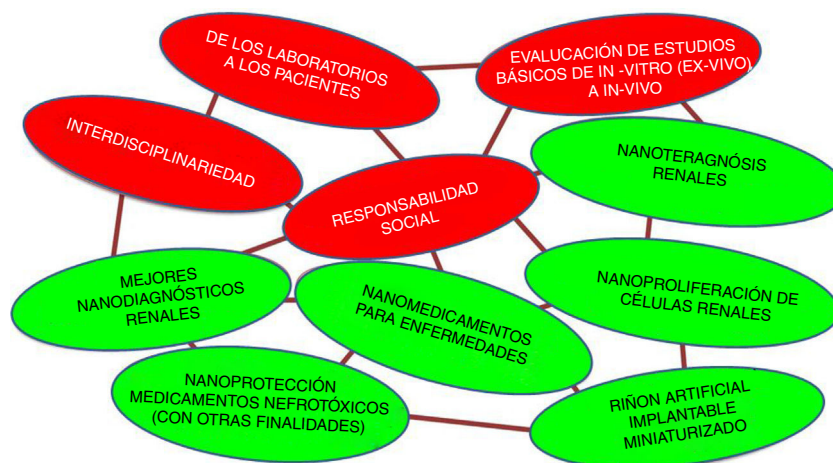 DE LOS LABORATORIOS
A LOS PACIENTES
EVALUCACIÓN DE ESTUDIOS
BÁSICOS DE IN -VITRO (EX-VIVO)
A IN-VIVO
INTERDISCIPLINARIEDAD
NANOTERAGNÓSIS
RENALES
RESPONSABILIDAD
SOCIAL
MEJORES
NANODIAGNÓSTICOS
RENALES
NANOMEDICAMENTOS
PARA ENFERMEDADES
NANOPROLIFERACIÓN DE
CÉLULAS RENALES
NANOPROTECCIÓN
MEDICAMENTOS NEFROTÓXICOS
(CON OTRAS FINALIDADES)
RIÑON ARTIFICIAL
IMPLANTABLE
MINIATURIZADO